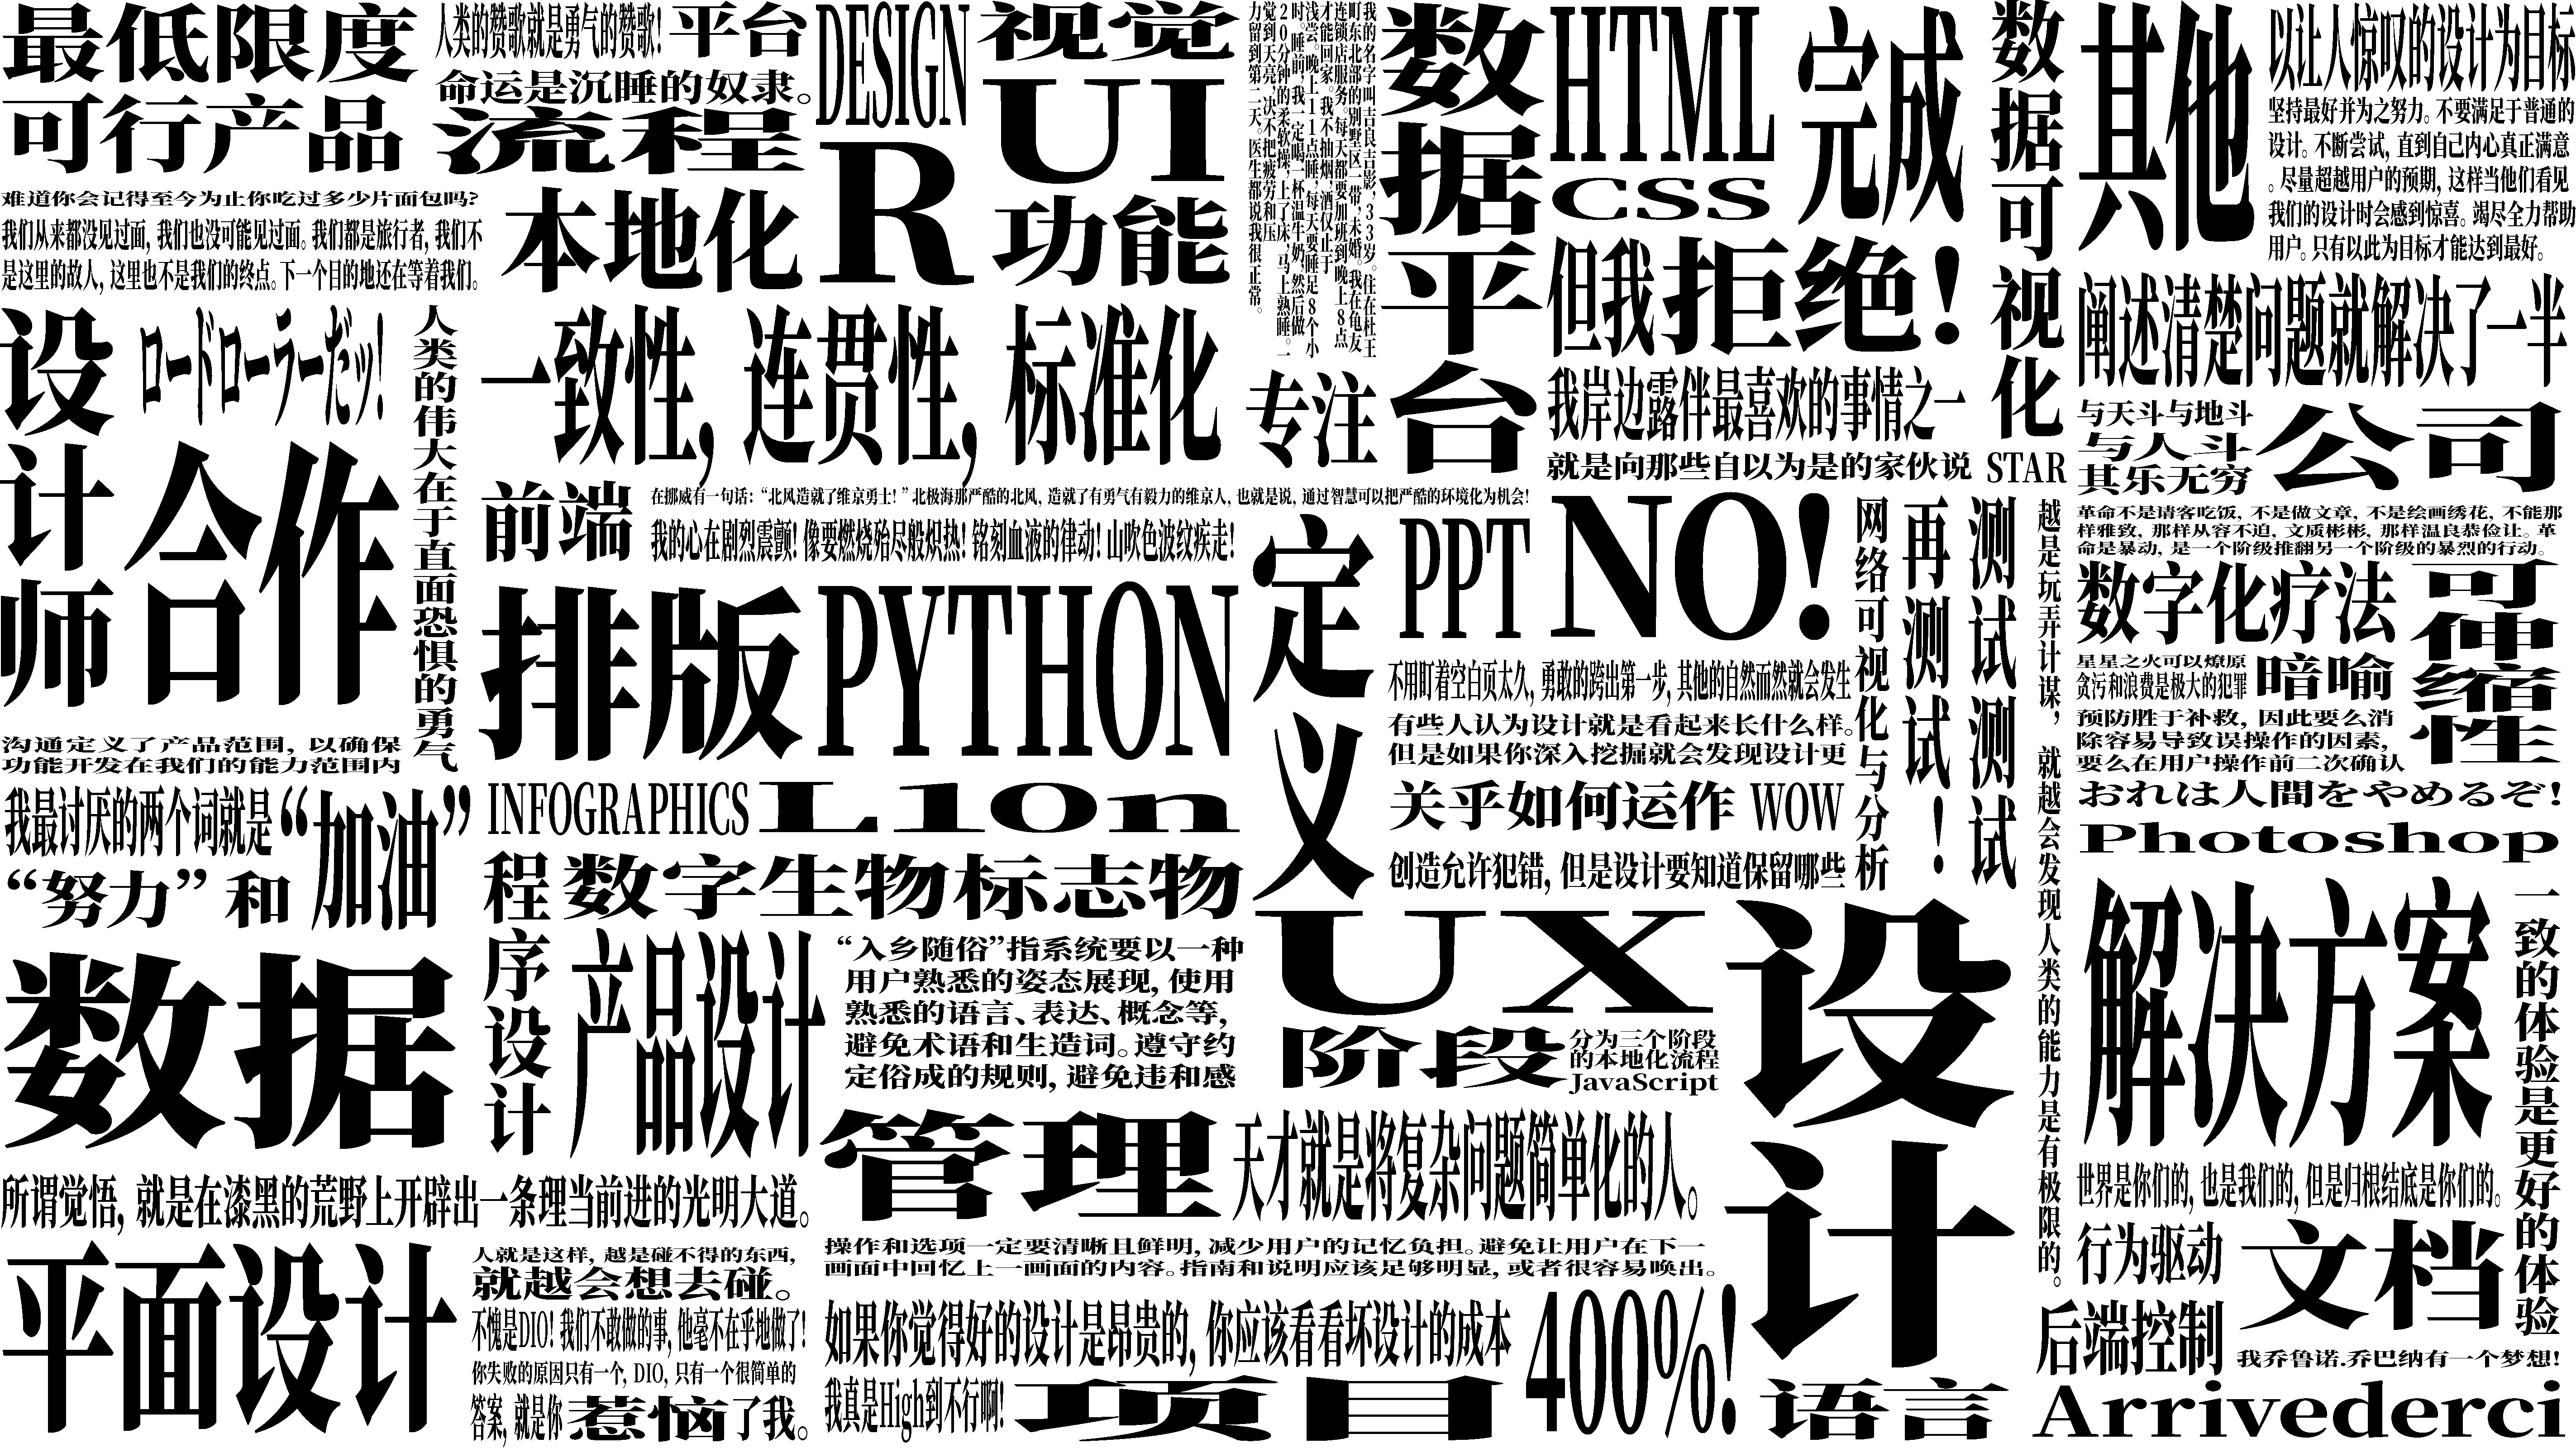 最低限度
可行产品
难道你会记得至今为止你吃过多少片面包吗?
我们从来都没见过面, 我们也没可能见过面。我们都是旅行者, 我们不
是这里的故人, 这里也不是我们的终点。下一个目的地还在等着我们。
人类的赞歌就是勇气的赞歌!
平台
命运是沉睡的奴隶。
流程
本地化
DESIGN
R
视觉
UI
功能
我的名字叫吉良吉影, 33岁。住在杜王
町东北部的别墅区一带, 未婚。我在龟友
连锁店服务。每天都要加班到晚上8点
才能回家。我不抽烟, 酒仅止于
浅尝。晚上11点睡, 每天要睡足8个小
时。睡前, 我一定喝一杯温牛奶, 然后做
20分钟的柔软操, 上了床, 马上熟睡。一
觉到天亮, 决不把疲劳和压
力留到第二天。医生都说我很正常。
数据平台
专注
HTML
CSS
完成
但我拒绝!
我岸边露伴最喜欢的事情之一
就是向那些自以为是的家伙说
NO!
数据可视化
STAR
其他
以让人惊叹的设计为目标
坚持最好并为之努力。不要满足于普通的
设计。不断尝试, 直到自己内心真正满意
。尽量超越用户的预期, 这样当他们看见
我们的设计时会感到惊喜。竭尽全力帮助
用户。只有以此为目标才能达到最好。
阐述清楚问题就解决了一半
与天斗与地斗
与人斗
其乐无穷
公司
革命不是请客吃饭, 不是做文章, 不是绘画绣花, 不能那
样雅致, 那样从容不迫, 文质彬彬, 那样温良恭俭让。革
命是暴动, 是一个阶级推翻另一个阶级的暴烈的行动。
数字化疗法
可伸缩性
星星之火可以燎原
贪污和浪费是极大的犯罪
暗喻
预防胜于补救, 因此要么消
除容易导致误操作的因素,
要么在用户操作前二次确认
おれは人間をやめるぞ!
Photoshop
设计师
ロードローラーだッ!
合作
人类的伟大在于直面恐惧的勇气
沟通定义了产品范围, 以确保
功能开发在我们的能力范围内
我最讨厌的两个词就是“加油”
“努力” 和
一致性, 连贯性, 标准化
前端
在挪威有一句话: “北风造就了维京勇士! ” 北极海那严酷的北风, 造就了有勇气有毅力的维京人, 也就是说, 通过智慧可以把严酷的环境化为机会!
我的心在剧烈震颤! 像要燃烧殆尽般炽热! 铭刻血液的律动! 山吹色波纹疾走!
排版
PYTHON
INFOGRAPHICS
L10n
定义
PPT
不用盯着空白页太久, 勇敢的跨出第一步, 其他的自然而然就会发生
有些人认为设计就是看起来长什么样。
但是如果你深入挖掘就会发现设计更
关乎如何运作
WOW
创造允许犯错, 但是设计要知道保留哪些
网络可视化与分析
测试测试
再测试!
越是玩弄计谋, 就越会发现人类的能力是有极限的。
程序设计
数字生物标志物
数据
产品设计
“入乡随俗”指系统要以一种
用户熟悉的姿态展现, 使用
熟悉的语言、表达、概念等,
避免术语和生造词。遵守约
定俗成的规则, 避免违和感
UX
阶段
分为三个阶段
的本地化流程
JavaScript
设计
语言
解决方案
一致的体验是更好的体验
所谓觉悟, 就是在漆黑的荒野上开辟出一条理当前进的光明大道。
管理
天才就是将复杂问题简单化的人。
世界是你们的, 也是我们的, 但是归根结底是你们的。
行为驱动
后端控制
文档
我乔鲁诺.乔巴纳有一个梦想!
Arrivederci
平面设计
人就是这样, 越是碰不得的东西,
就越会想去碰。
不愧是DIO! 我们不敢做的事, 他毫不在乎地做了!
你失败的原因只有一个, DIO, 只有一个很简单的
答案, 就是你惹恼了我。
操作和选项一定要清晰且鲜明, 减少用户的记忆负担。避免让用户在下一
画面中回忆上一画面的内容。指南和说明应该足够明显, 或者很容易唤出。
如果你觉得好的设计是昂贵的, 你应该看看坏设计的成本
400%!
我真是High到不行啊!
项目